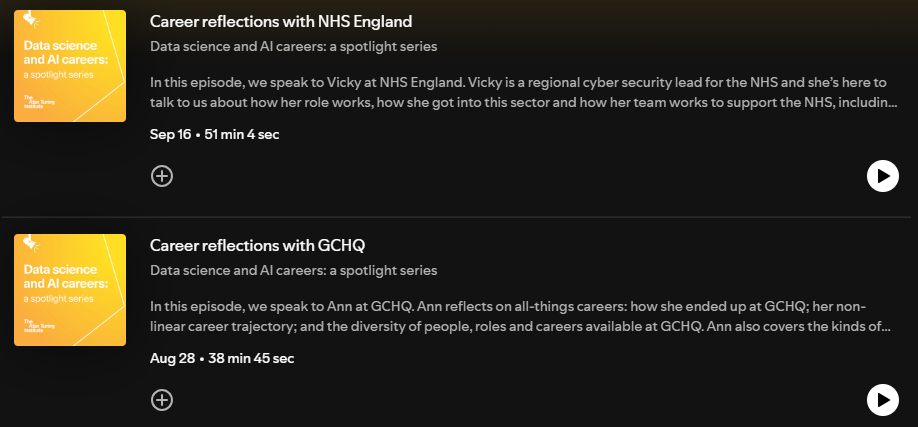 Data science
and AI careers:
a spotlight series
The
Alan Turing
Institute
Career reflections with NHS England
Data science and AI careers: a spotlight series
In this episode, we speak to Vicky at NHS England. Vicky is a regional cyber security lead for the NHS and she's here to
talk to us about how her role works, how she got into this sector and how her team works to support the NHS, includin...
Sep 16 • 51 min 4 sec
Data science
and AI careers:
a spotlight series
The
Alan Turing
Institute
Career reflections with GCHQ
Data science and AI careers: a spotlight series
In this episode, we speak to Ann at GCHQ. Ann reflects on all-things careers: how she ended up at GCHQ; her non-
linear career trajectory; and the diversity of people, roles and careers available at GCHQ. Ann also covers the kinds of...
Aug 28 • 38 min 45 sec